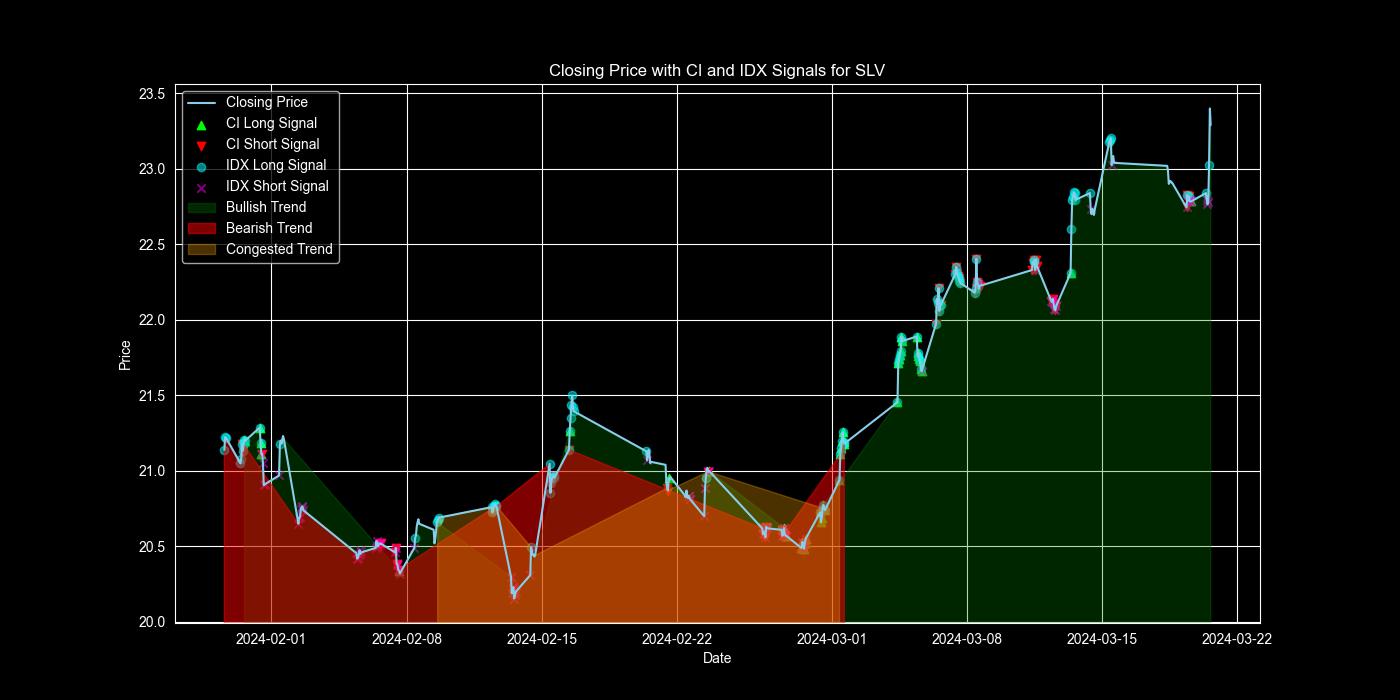 Closing Price with CI and IDX Signals for SLV
Closing Price
CI Long Signal
CI Short Signal
IDX Long Signal
IDX Short Signal
Bullish Trend
Bearish Trend
Congested Trend
Price
23.5
23.0
22.5
22.0
21.5
21.0
20.5
20.0
2024-02-01 2024-02-08 2024-02-15 2024-02-22 2024-03-01 2024-03-08 2024-03-15 2024-03-22
Date